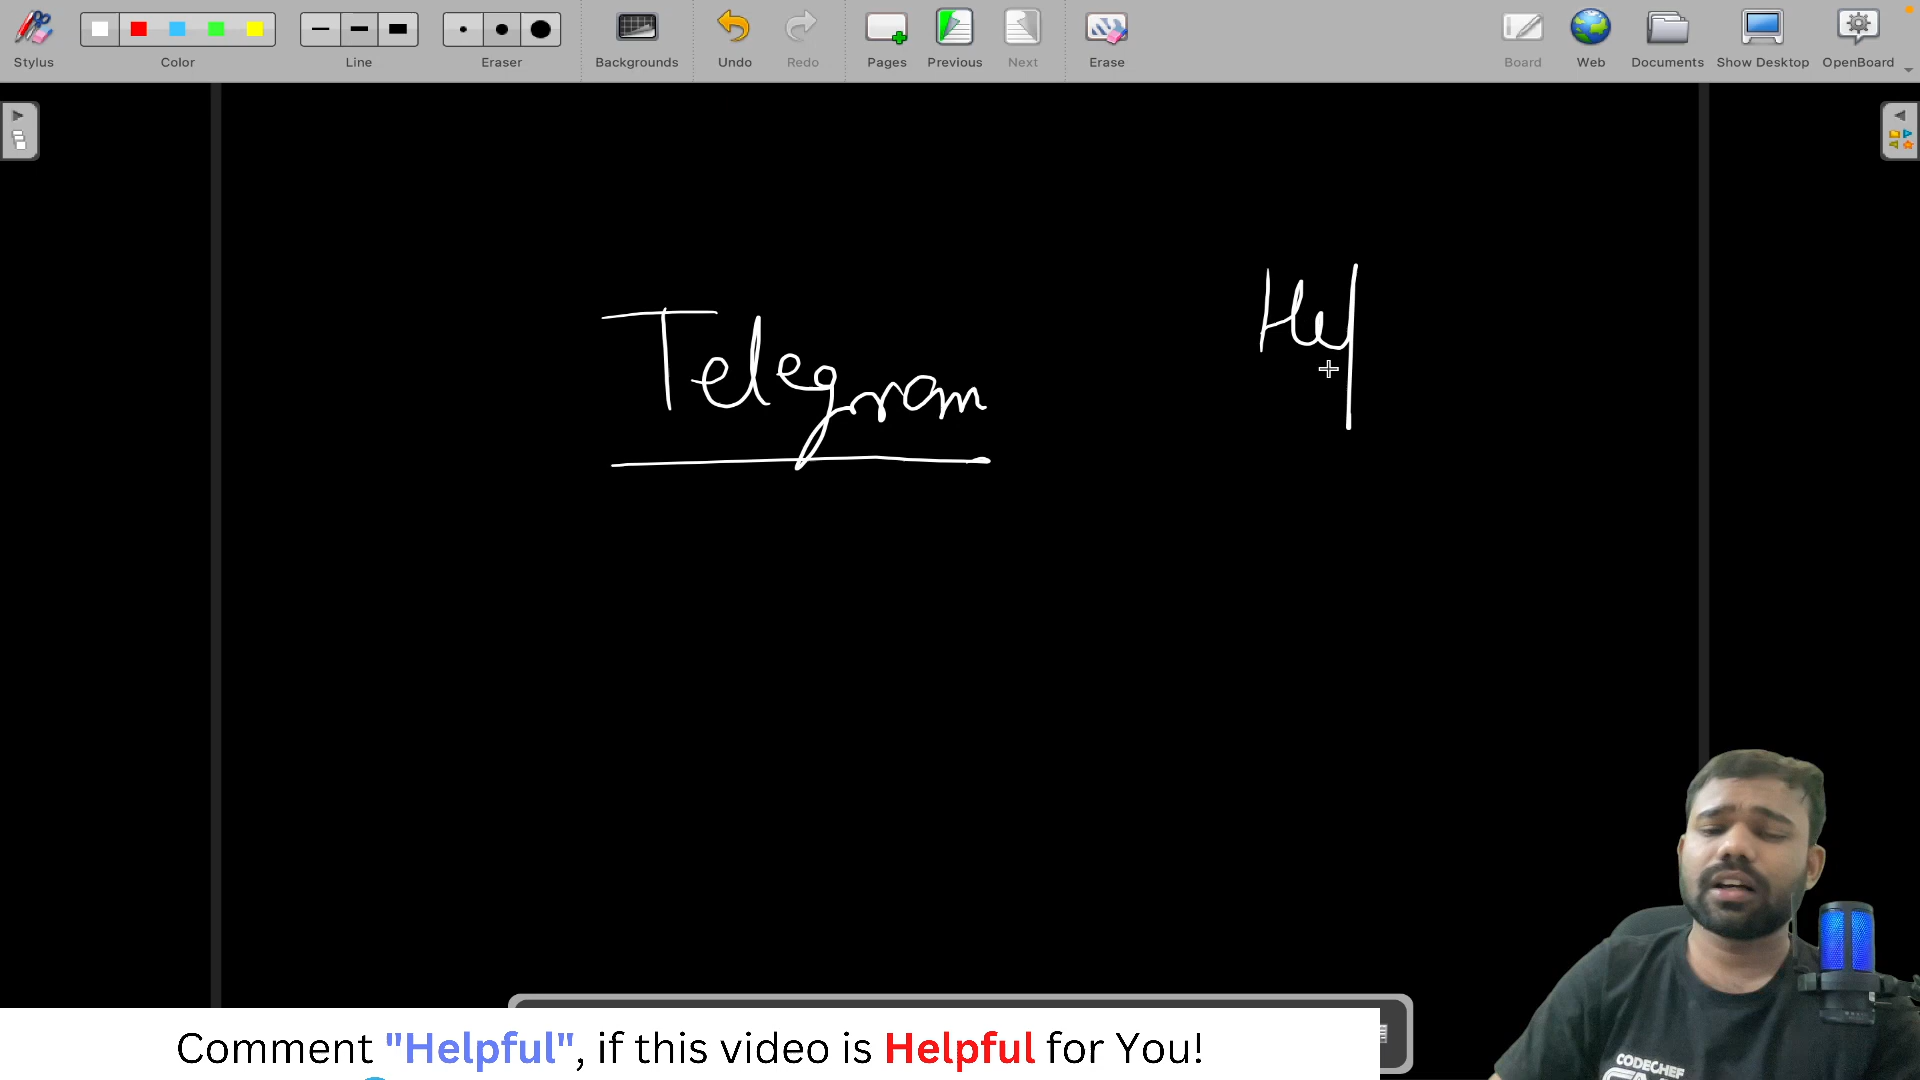 Stylus Color Line Eraser Backgrounds Undo Redo Pages Previous Next Erase Board Web Documents Show Desktop OpenBoard
Telegram
Comment "Helpful", if this video is Helpful for You!
CODECHEF